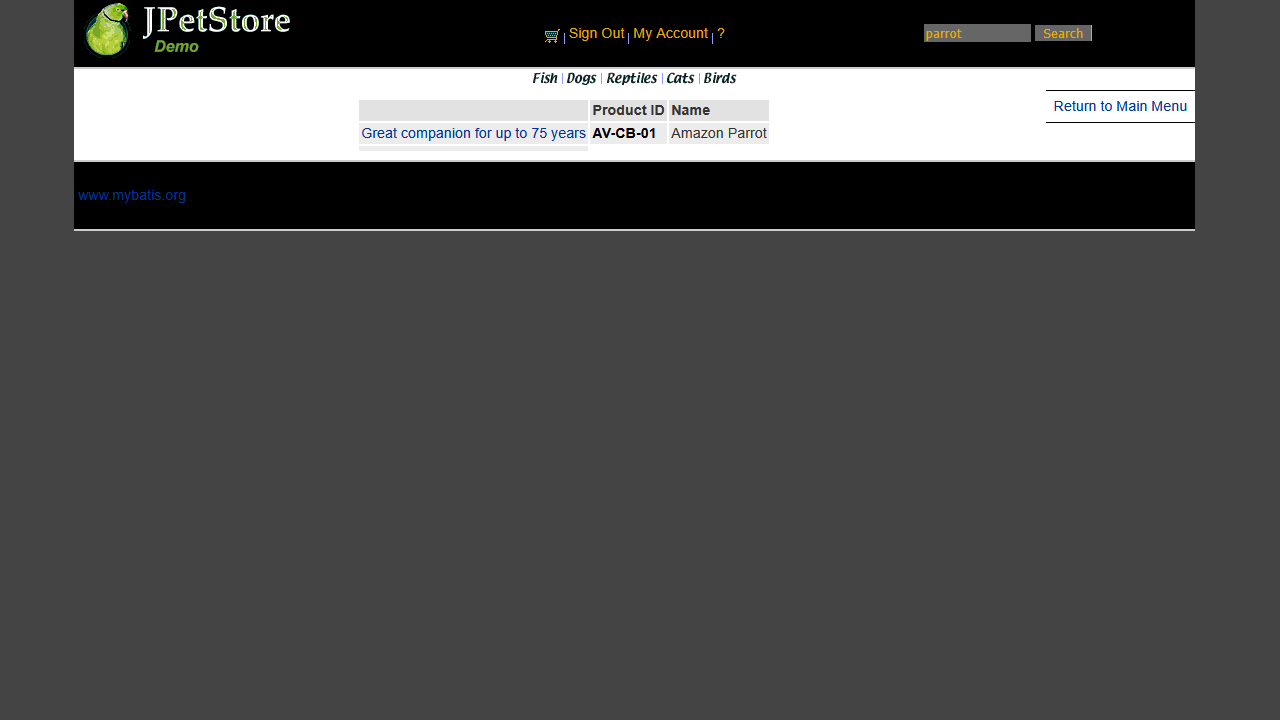 JPetStore
Demo
Sign Out My Account ?
parrot Search
Fish Dogs Reptiles Cats Birds
Return to Main Menu
Product ID Name
Great companion for up to 75 years AV-CB-01 Amazon Parrot
www.mybatis.org